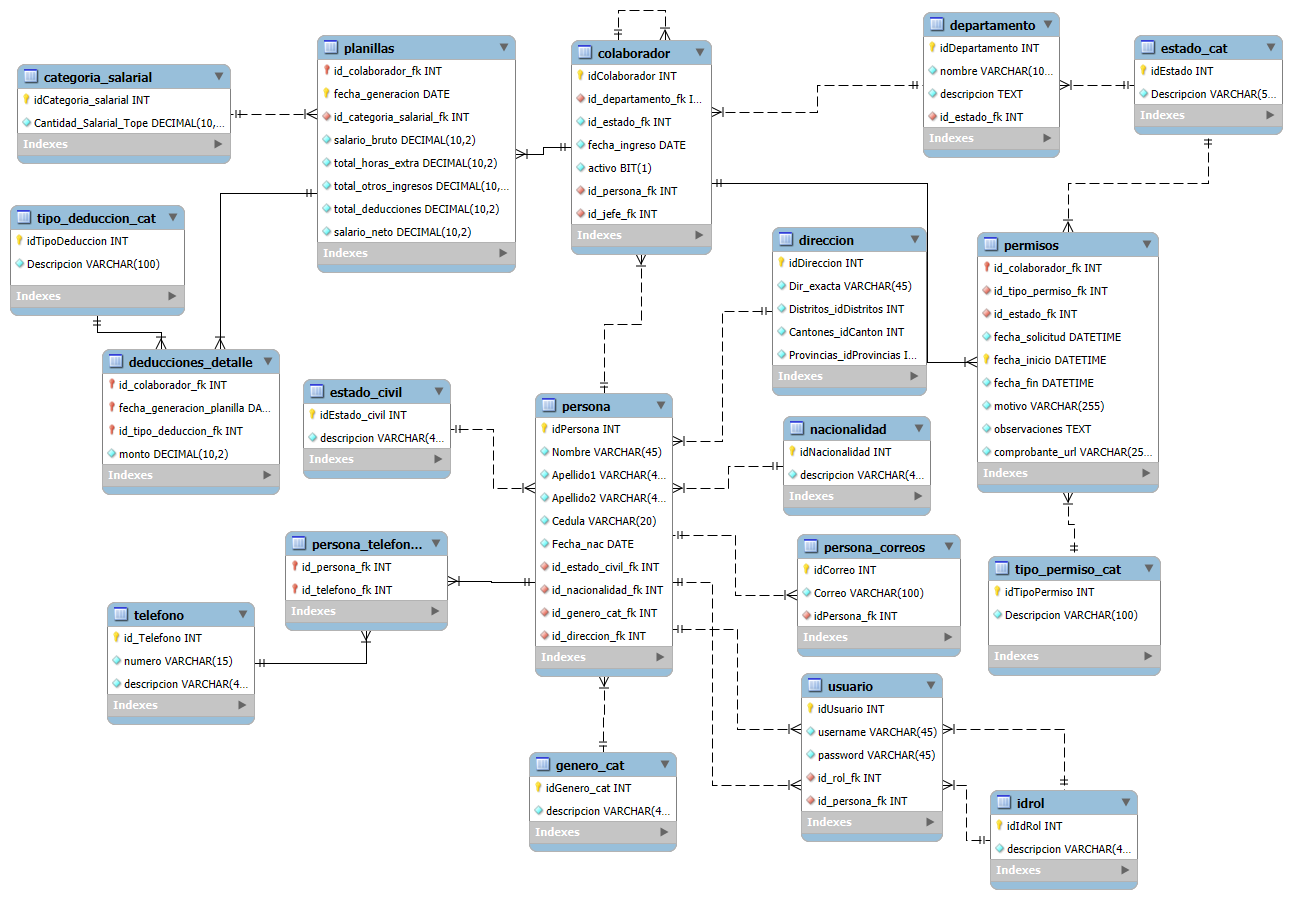 categoria_salarial
idCategoria_salarial INT
Cantidad_Salarial_Tope DECIMAL(10,...
Indexes
planillas
id_colaborador_fk INT
fecha_generacion DATE
id_categoria_salarial_fk INT
salario_bruto DECIMAL(10,2)
total_horas_extra DECIMAL(10,2)
total_otros_ingresos DECIMAL(10,...
total_deducciones DECIMAL(10,2)
salario_neto DECIMAL(10,2)
Indexes
colaborador
idColaborador INT
id_departamento_fk I...
id_estado_fk INT
fecha_ingreso DATE
activo BIT(1)
id_persona_fk INT
id_jefe_fk INT
Indexes
departamento
idDepartamento INT
nombre VARCHAR(10...
descripcion TEXT
id_estado_fk INT
Indexes
estado_cat
idEstado INT
Descripcion VARCHAR(5...
Indexes
tipo_deduccion_cat
idTipoDeduccion INT
Descripcion VARCHAR(100)
Indexes
direccion
idDireccion INT
Dir_exacta VARCHAR(45)
Distritos_idDistritos INT
Cantones_idCanton INT
Provincias_idProvincias I...
Indexes
permisos
id_colaborador_fk INT
id_tipo_permiso_fk INT
id_estado_fk INT
fecha_solicitud DATETIME
fecha_inicio DATETIME
fecha_fin DATETIME
motivo VARCHAR(255)
observaciones TEXT
comprobante_url VARCHAR(25...
Indexes
deducciones_detalle
id_colaborador_fk INT
fecha_generacion_planilla DA...
id_tipo_deduccion_fk INT
monto DECIMAL(10,2)
Indexes
estado_civil
idEstado_civil INT
descripcion VARCHAR(4...
Indexes
persona
idPersona INT
Nombre VARCHAR(45)
Apellido1 VARCHAR(4...
Apellido2 VARCHAR(4...
Cedula VARCHAR(20)
Fecha_nac DATE
id_estado_civil_fk INT
id_nacionalidad_fk INT
id_genero_cat_fk INT
id_direccion_fk INT
Indexes
nacionalidad
idNacionalidad INT
descripcion VARCHAR(4...
Indexes
persona_telefon...
id_persona_fk INT
id_telefono_fk INT
Indexes
persona_correos
idCorreo INT
Correo VARCHAR(100)
idPersona_fk INT
Indexes
tipo_permiso_cat
idTipoPermiso INT
Descripcion VARCHAR(100)
Indexes
telefono
id_Telefono INT
numero VARCHAR(15)
descripcion VARCHAR(4...
Indexes
usuario
idUsuario INT
username VARCHAR(45)
password VARCHAR(45)
id_rol_fk INT
id_persona_fk INT
Indexes
genero_cat
idGenero_cat INT
descripcion VARCHAR(4...
Indexes
idrol
idIdRol INT
descripcion VARCHAR(4...
Indexes